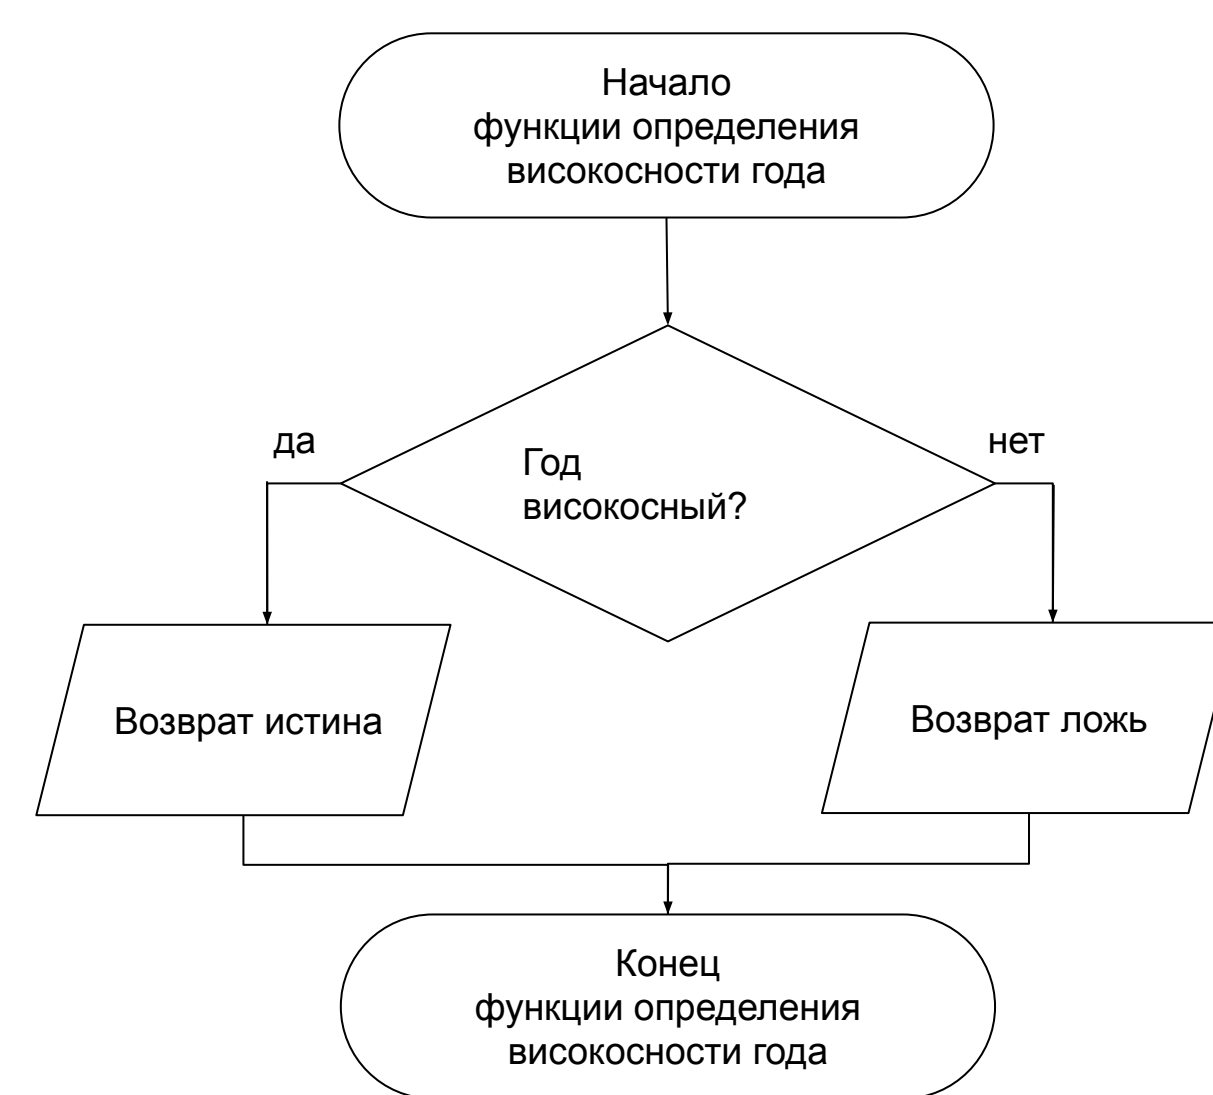 Начало
функции определения
високосности года
да
нет
Год
високосный?
Возврат истина
Возврат ложь
Конец
функции определения
високосности года